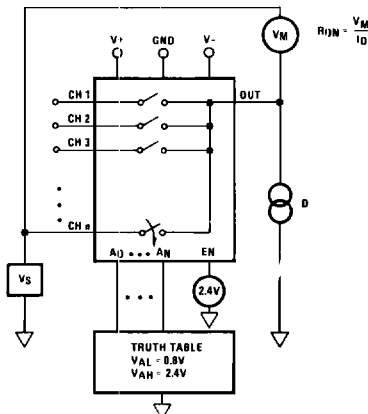 V+ GND V-
VM
RON = VM
ID
CH 1
OUT
CH 2
CH 3
CH n
D
A0 ••• AN EN
VS
2.4V
TRUTH TABLE
VAL = 0.8V
VAH = 2.4V